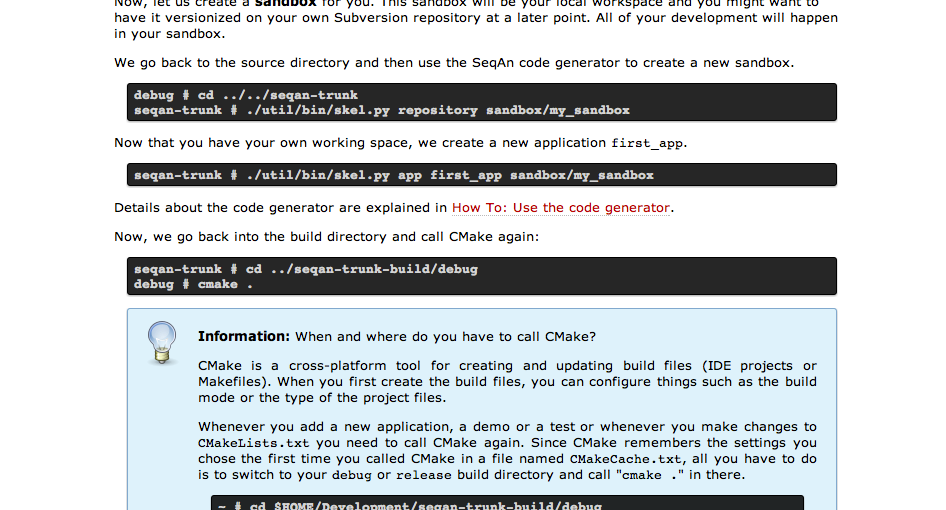 Now, let us create a sandbox for you. This sandbox will be your local workspace and you might want to
have it versionized on your own Subversion repository at a later point. All of your development will happen
in your sandbox.
We go back to the source directory and then use the SeqAn code generator to create a new sandbox.
debug # cd ../../seqan-trunk
seqan-trunk # ./util/bin/skel.py repository sandbox/my_sandbox
Now that you have your own working space, we create a new application first_app.
seqan-trunk # ./util/bin/skel.py app first_app sandbox/my_sandbox
Details about the code generator are explained in How To: Use the code generator.
Now, we go back into the build directory and call CMake again:
seqan-trunk # cd ../seqan-trunk-build/debug
debug # cmake .
Information: When and where do you have to call CMake?
CMake is a cross-platform tool for creating and updating build files (IDE projects or
Makefiles). When you first create the build files, you can configure things such as the build
mode or the type of the project files.
Whenever you add a new application, a demo or a test or whenever you make changes to
CMakeLists.txt you need to call CMake again. Since CMake remembers the settings you
chose the first time you called CMake in a file named CMakeCache.txt, all you have to do
is to switch to your debug or release build directory and call "cmake ." in there.
~ # cd $HOME/Development/seqan-trunk-build/debug